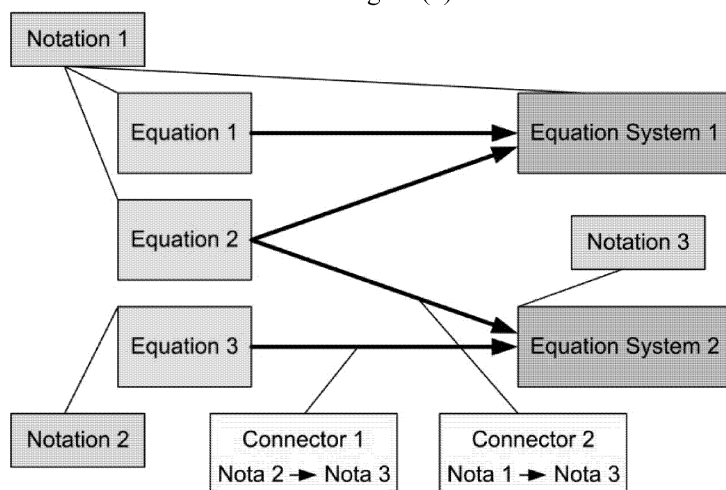 Notation 1
Equation 1
Equation System 1
Equation 2
Notation 3
Equation 3
Equation System 2
Notation 2
Connector 1
Nota 2 → Nota 3
Connector 2
Nota 1 → Nota 3